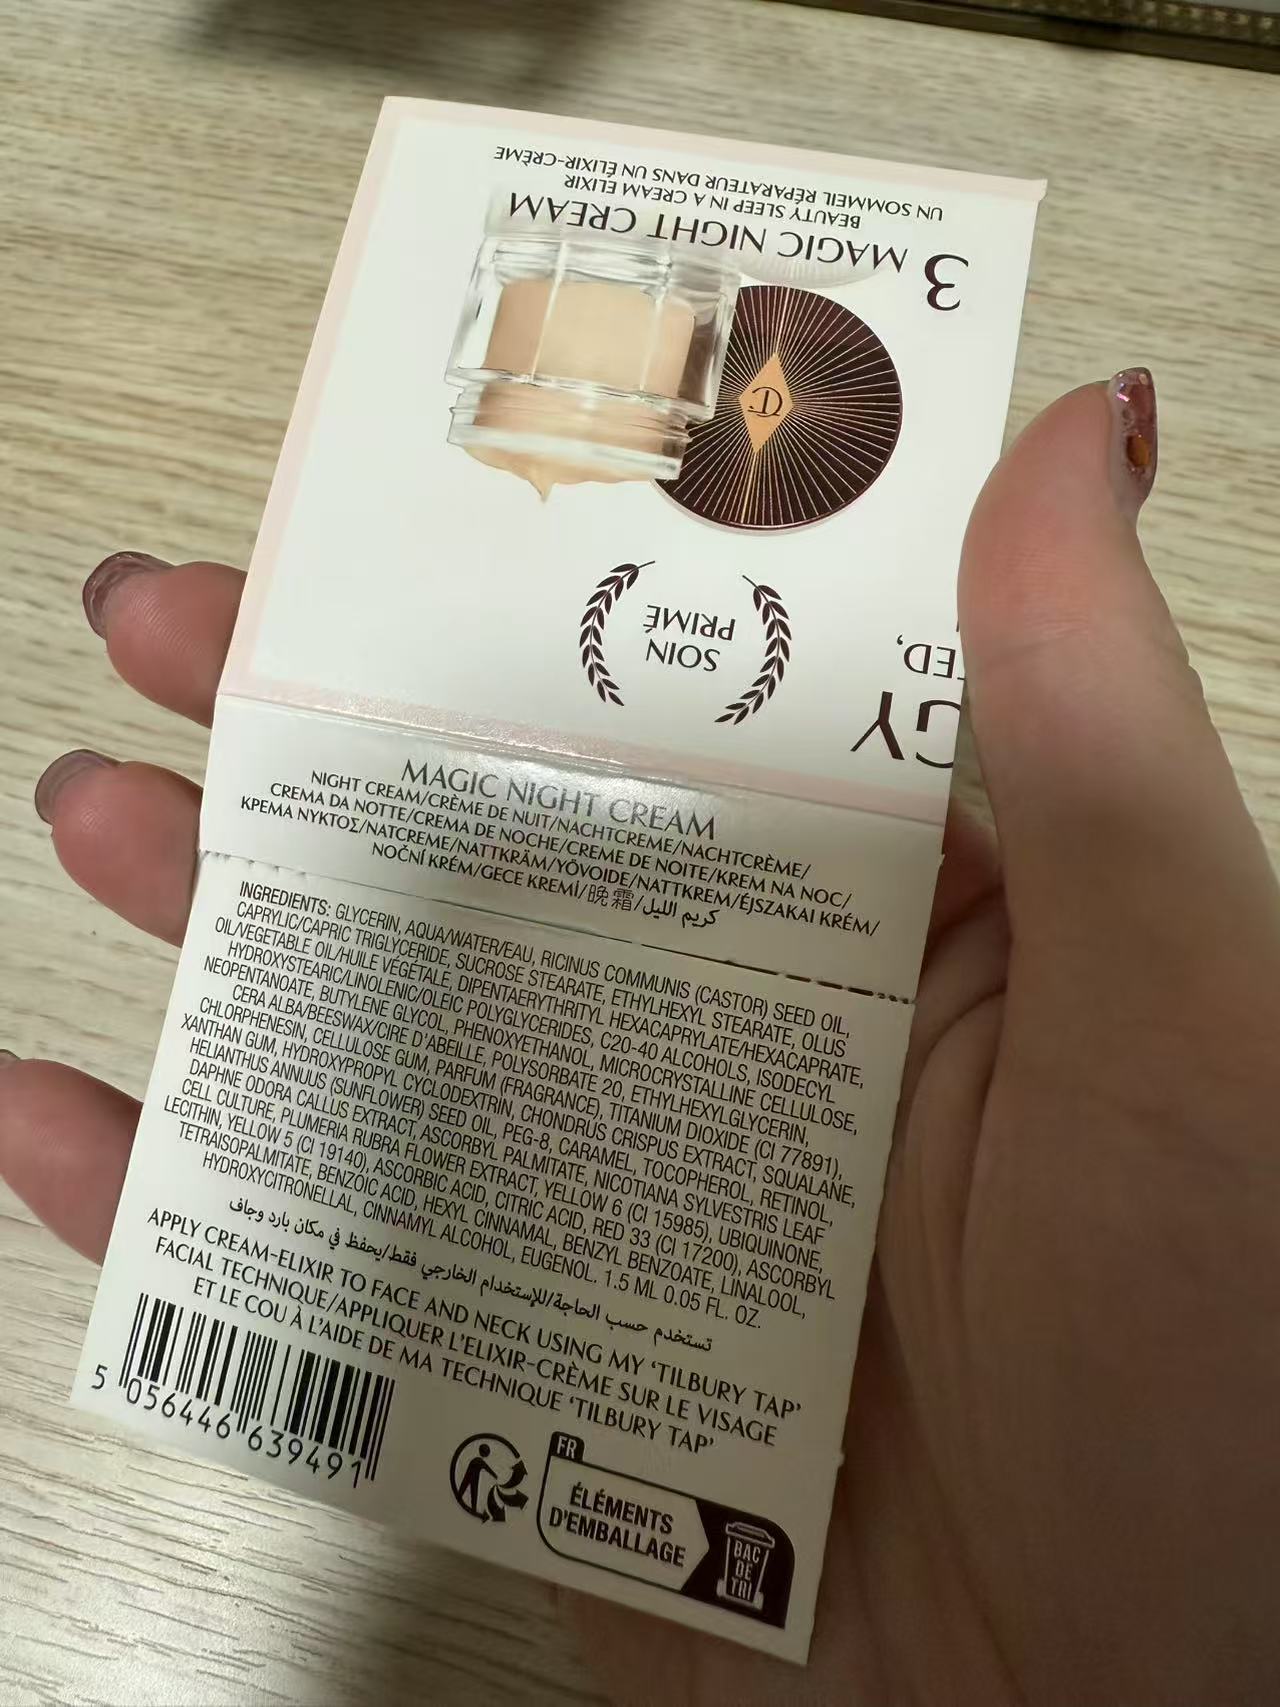 UN SOMMEIL RÉPARATEUR DANS UN ÉLIXIR-CRÈME
BEAUTY SLEEP IN A CREAM ELIXIR
3 MAGIC NIGHT CREAM
CT
SOIN
PRIMÉ
TED,
GY
MAGIC NIGHT CREAM
NIGHT CREAM/CRÈME DE NUIT/NACHTCREME/NACHTCRÈME/
CREMA DA NOTTE/CREMA DE NOCHE/CREME DE NOITE/KREM NA NOC/
ΚΡΕΜΑ ΝΥΚΤΟΣ/NATCREME/NATTKRÄM/YÖVOIDE/NATTKREM/ÉJSZAKAI KRÉM/
NOČNÍ KRÉM/GECE KREMİ/晚霜/كريم الليل
INGREDIENTS: GLYCERIN, AQUA/WATER/EAU, RICINUS COMMUNIS (CASTOR) SEED OIL,
CAPRYLIC/CAPRIC TRIGLYCERIDE, SUCROSE STEARATE, ETHYLHEXYL STEARATE, OLUS
OIL/VEGETABLE OIL/HUILE VÉGÉTALE, DIPENTAERYTHRITYL HEXACAPRYLATE/HEXACAPRATE,
HYDROXYSTEARIC/LINOLENIC/OLEIC POLYGLYCERIDES, C20-40 ALCOHOLS, ISODECYL
NEOPENTANOATE, BUTYLENE GLYCOL, PHENOXYETHANOL, MICROCRYSTALLINE CELLULOSE,
CERA ALBA/BEESWAX/CIRE D'ABEILLE, POLYSORBATE 20, ETHYLHEXYLGLYCERIN,
CHLORPHENESIN, CELLULOSE GUM, PARFUM (FRAGRANCE), TITANIUM DIOXIDE (CI 77891),
XANTHAN GUM, HYDROXYPROPYL CYCLODEXTRIN, CHONDRUS CRISPUS EXTRACT, SQUALANE,
HELIANTHUS ANNUUS (SUNFLOWER) SEED OIL, PEG-8, CARAMEL, TOCOPHEROL, RETINOL,
DAPHNE ODORA CALLUS EXTRACT, ASCORBYL PALMITATE, NICOTIANA SYLVESTRIS LEAF
CELL CULTURE, PLUMERIA RUBRA FLOWER EXTRACT, YELLOW 6 (CI 15985), UBIQUINONE,
LECITHIN, YELLOW 5 (CI 19140), ASCORBIC ACID, CITRIC ACID, RED 33 (CI 17200), ASCORBYL
TETRAISOPALMITATE, BENZOIC ACID, HEXYL CINNAMAL, BENZYL BENZOATE, LINALOOL,
HYDROXYCITRONELLAL, CINNAMYL ALCOHOL, EUGENOL. 1.5 ML 0.05 FL. OZ.
تستخدم حسب الحاجة/للإستخدام الخارجي فقط/يحفظ في مكان بارد وجاف
APPLY CREAM-ELIXIR TO FACE AND NECK USING MY 'TILBURY TAP'
FACIAL TECHNIQUE/APPLIQUER L'ELIXIR-CRÈME SUR LE VISAGE
ET LE COU À L'AIDE DE MA TECHNIQUE 'TILBURY TAP'
5 056446 639491
FR
ÉLÉMENTS
D'EMBALLAGE
BAC
DE
TRI